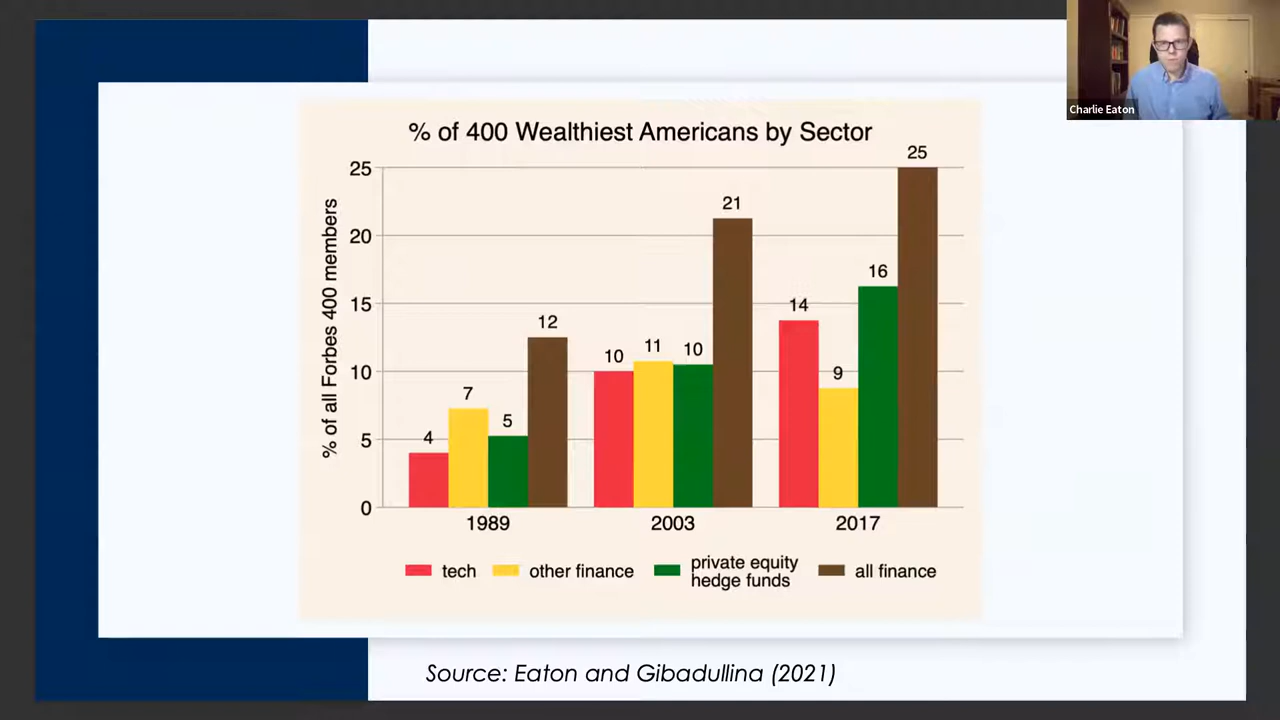 Charlie Eaton
% of 400 Wealthiest Americans by Sector
% of all Forbes 400 members
25
20
15
10
5
0
4
7
5
12
10
11
10
21
14
9
16
25
1989
2003
2017
tech
other finance
private equity
hedge funds
all finance
Source: Eaton and Gibadullina (2021)